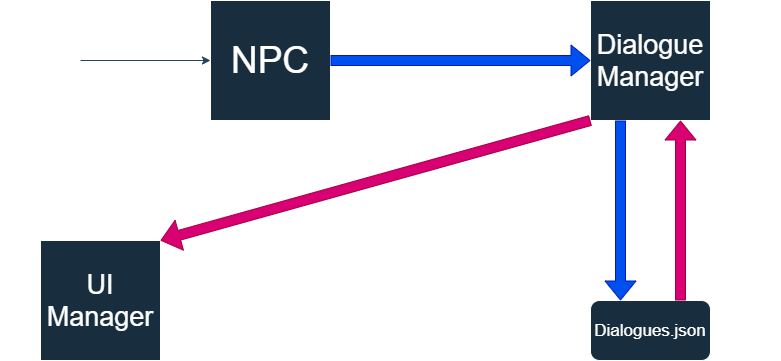 NPC
Dialogue
Manager
UI
Manager
Dialogues.json